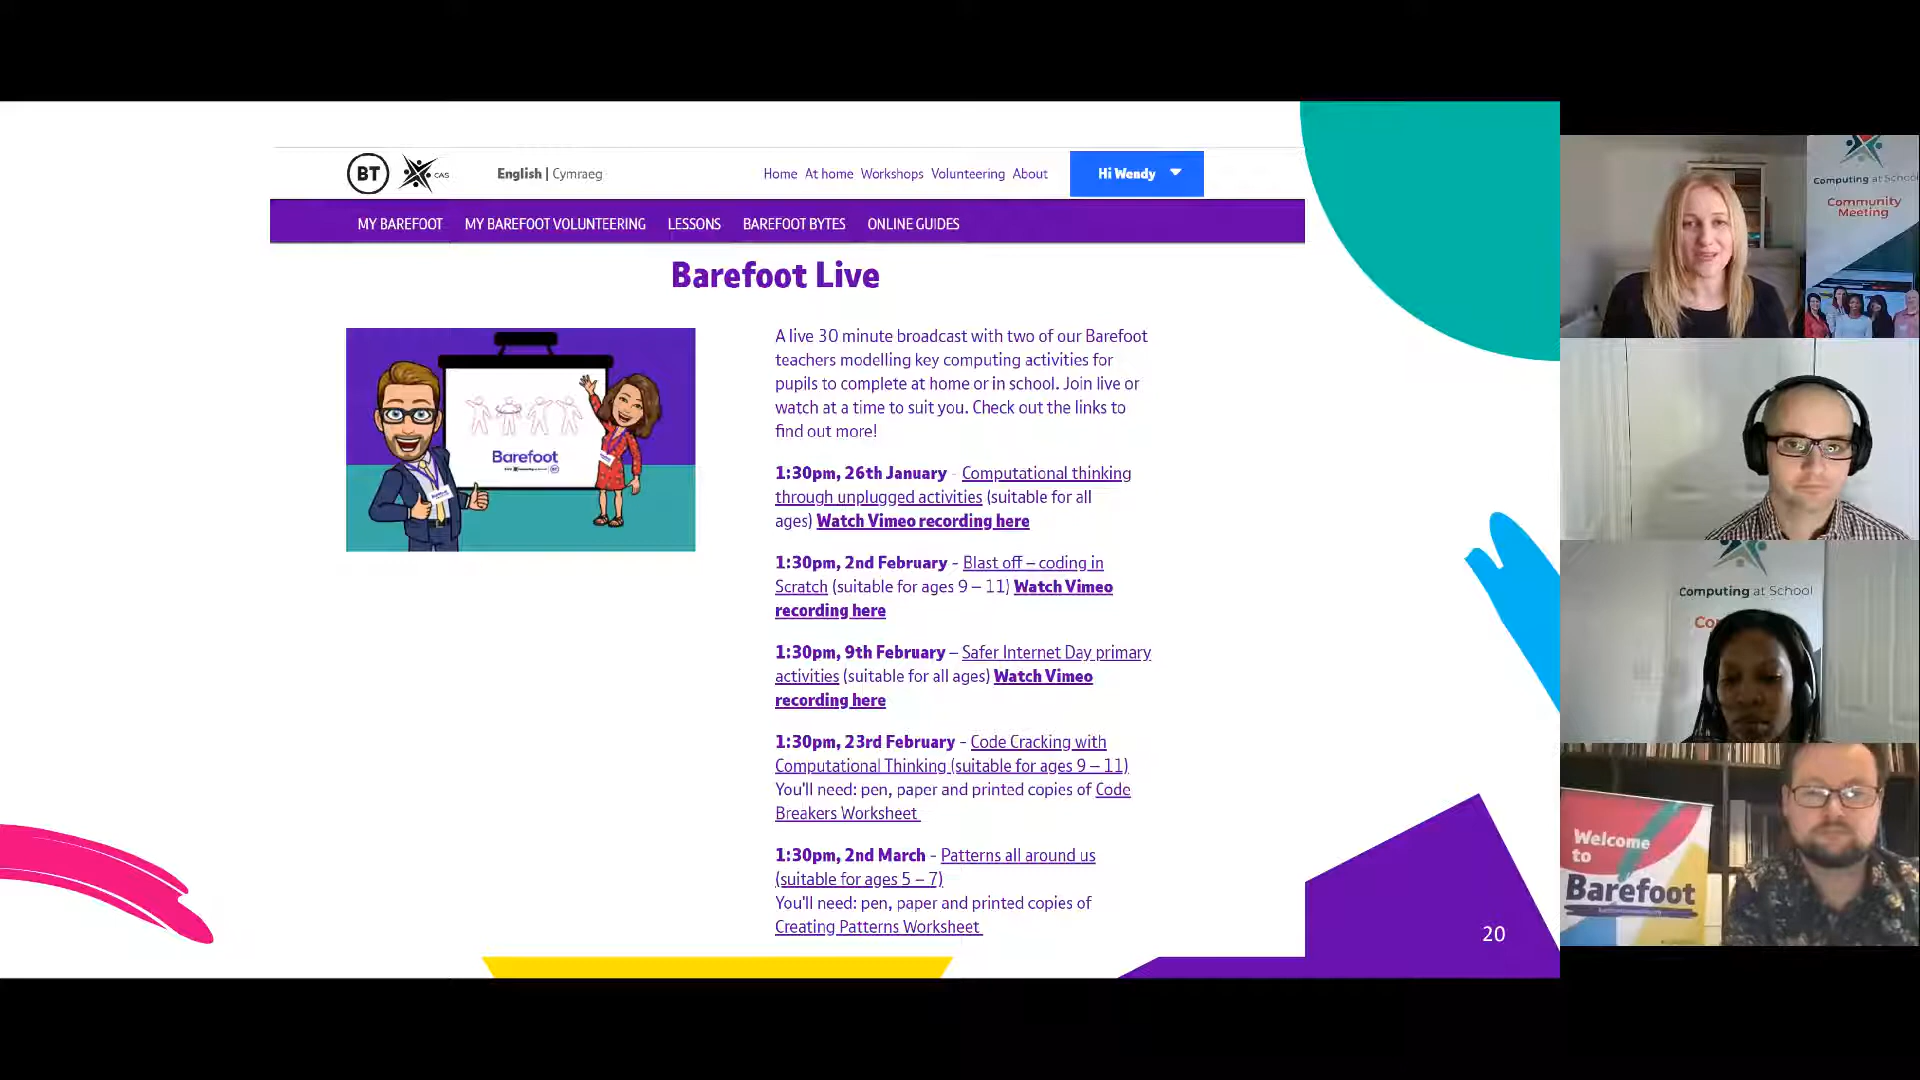 BT
CAS
English | Cymraeg
Home At home Workshops Volunteering About
Hi Wendy
MY BAREFOOT MY BAREFOOT VOLUNTEERING LESSONS BAREFOOT BYTES ONLINE GUIDES
Barefoot Live
Barefoot
A live 30 minute broadcast with two of our Barefoot
teachers modelling key computing activities for
pupils to complete at home or in school. Join live or
watch at a time to suit you. Check out the links to
find out more!
1:30pm, 26th January - Computational thinking
through unplugged activities (suitable for all
ages) Watch Vimeo recording here
1:30pm, 2nd February - Blast off – coding in
Scratch (suitable for ages 9 – 11) Watch Vimeo
recording here
1:30pm, 9th February – Safer Internet Day primary
activities (suitable for all ages) Watch Vimeo
recording here
1:30pm, 23rd February - Code Cracking with
Computational Thinking (suitable for ages 9 – 11)
You'll need: pen, paper and printed copies of Code
Breakers Worksheet
1:30pm, 2nd March - Patterns all around us
(suitable for ages 5 – 7)
You'll need: pen, paper and printed copies of
Creating Patterns Worksheet
20
Computing at School
Community
Meeting
Computing at School
Co
Welcome
to
Barefoot